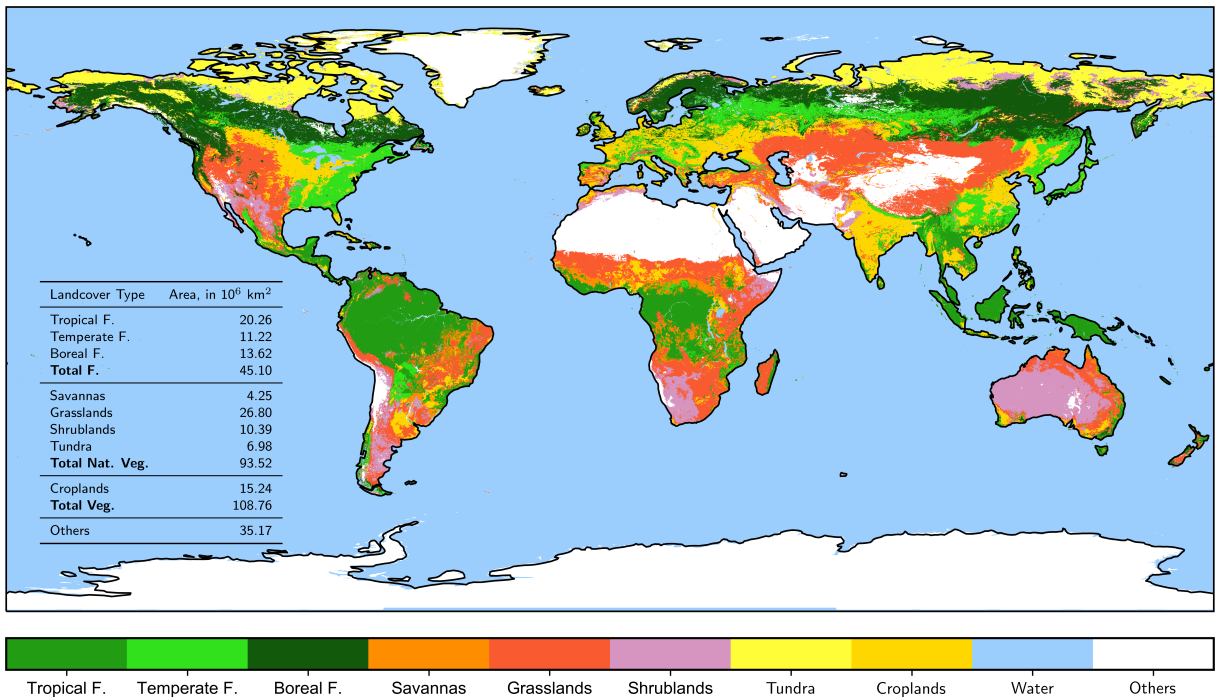 Landcover Type Area, in 10⁶ km²
Tropical F. 20.26
Temperate F. 11.22
Boreal F. 13.62
Total F. 45.10
Savannas 4.25
Grasslands 26.80
Shrublands 10.39
Tundra 6.98
Total Nat. Veg. 93.52
Croplands 15.24
Total Veg. 108.76
Others 35.17
Tropical F. Temperate F. Boreal F. Savannas Grasslands Shrublands Tundra Croplands Water Others